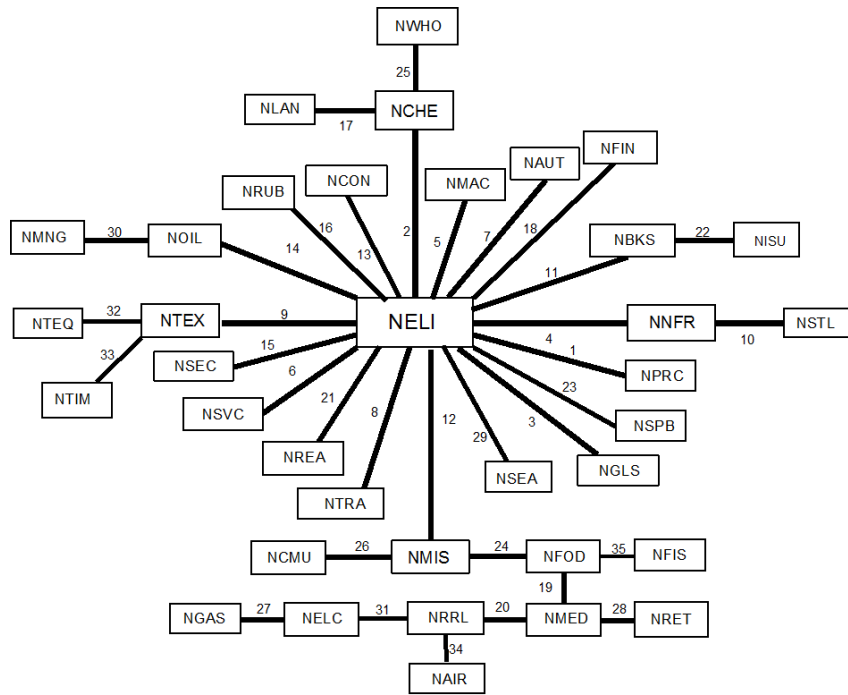 NWHO
25
NLAN
17
NCHE
NFIN
NAUT
NCON
NMAC
NRUB
18
16
2
5
7
NMNG
30
NOIL
NBKS
22
NISU
14
13
11
32
NTEQ
NTEX
9
NELI
NNFR
NSTL
10
4
33
15
1
NSEC
6
NPRC
NTIM
21
23
NSVC
8
12
3
NSPB
29
NREA
NGLS
NSEA
NTRA
26
24
35
NCMU
NMIS
NFOD
NFIS
19
27
31
20
28
NGAS
NELC
NRRL
NMED
NRET
34
NAIR